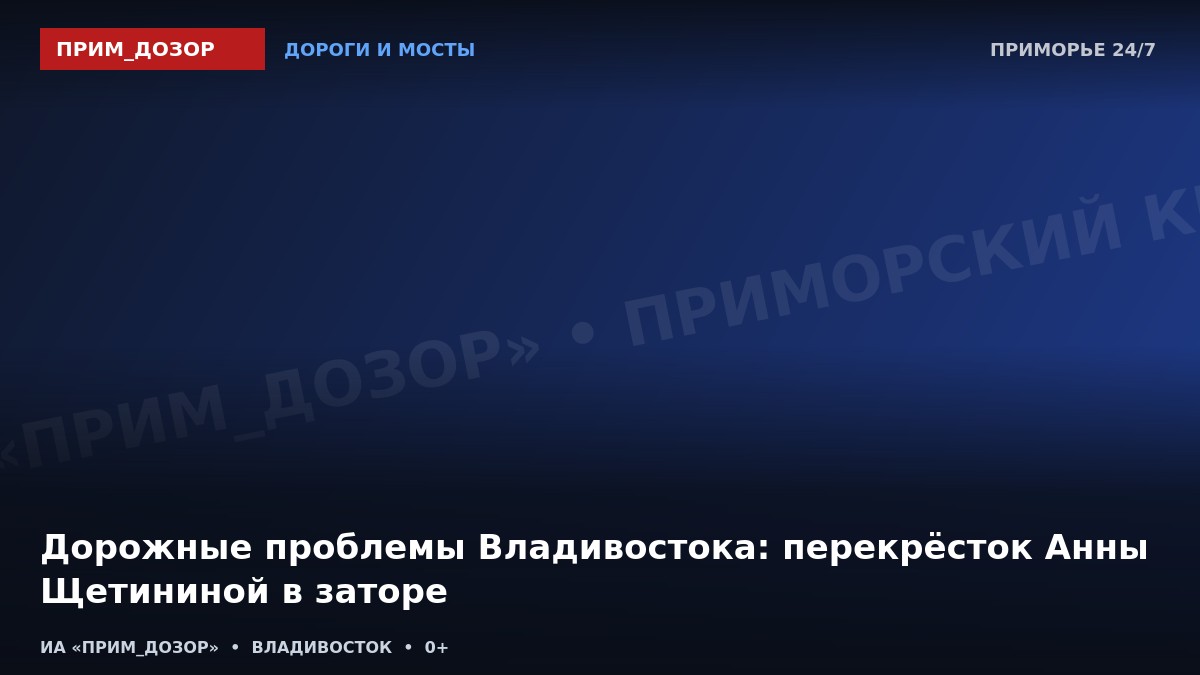 ПРИМ_ДОЗОР
ДОРОГИ И МОСТЫ
ПРИМОРЬЕ 24/7
«ПРИМ_ДОЗОР» • ПРИМОРСКИЙ
Дорожные проблемы Владивостока: перекрёсток Анны
Щетининой в заторе
ИА «ПРИМ_ДОЗОР» • ВЛАДИВОСТОК • 0+